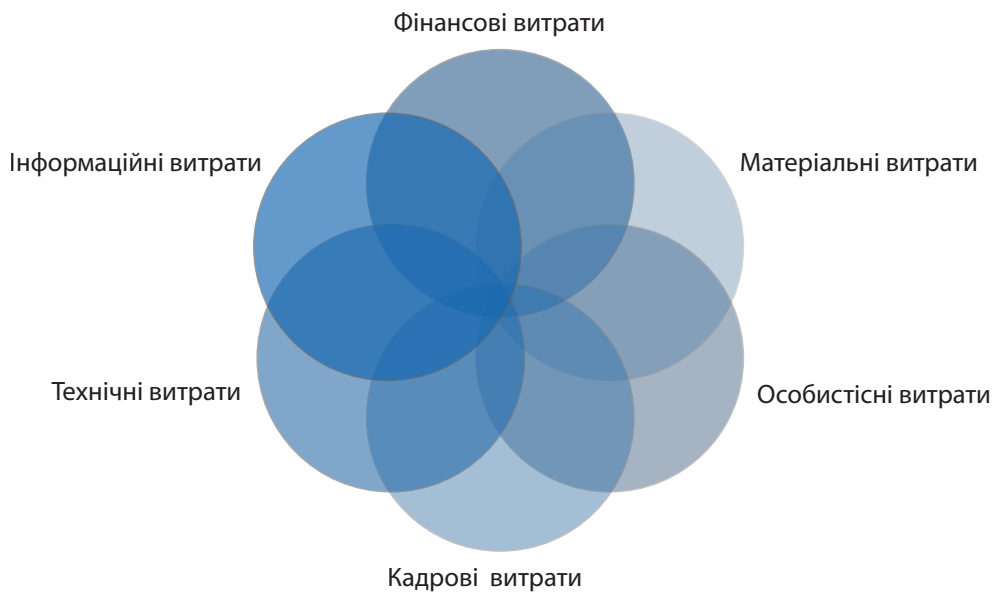 Фінансові витрати
Інформаційні витрати
Матеріальні витрати
Технічні витрати
Особистісні витрати
Кадрові витрати